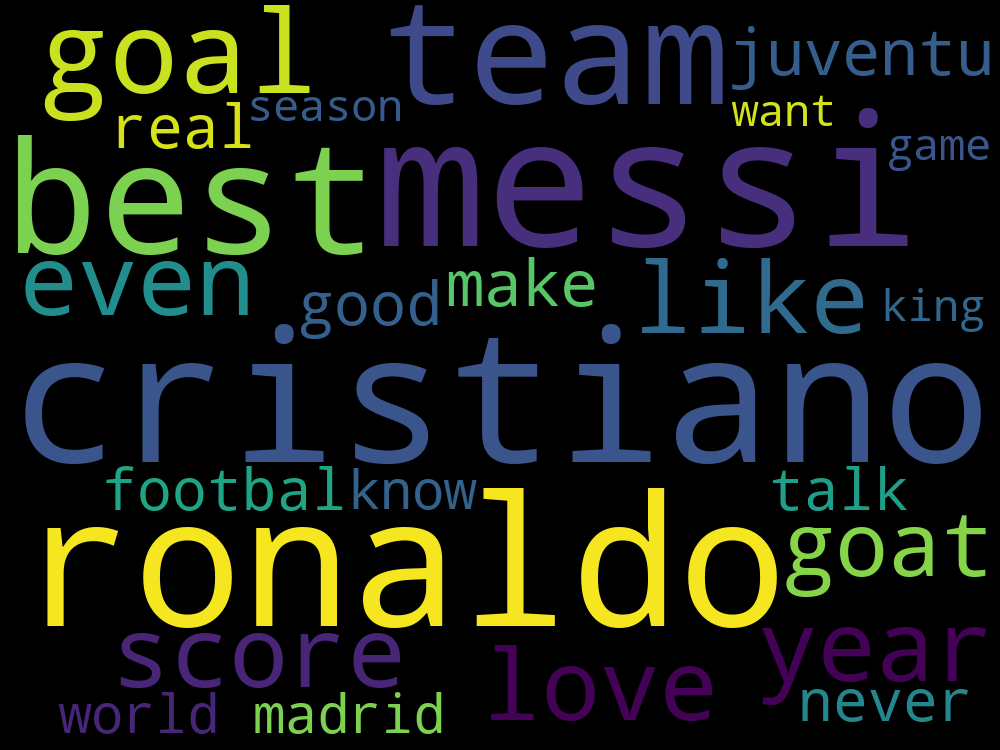 goal team juventu
real season want
best messi game
even good make like king
cristiano
footbal know talk
ronaldo goat
score love year
world madrid never